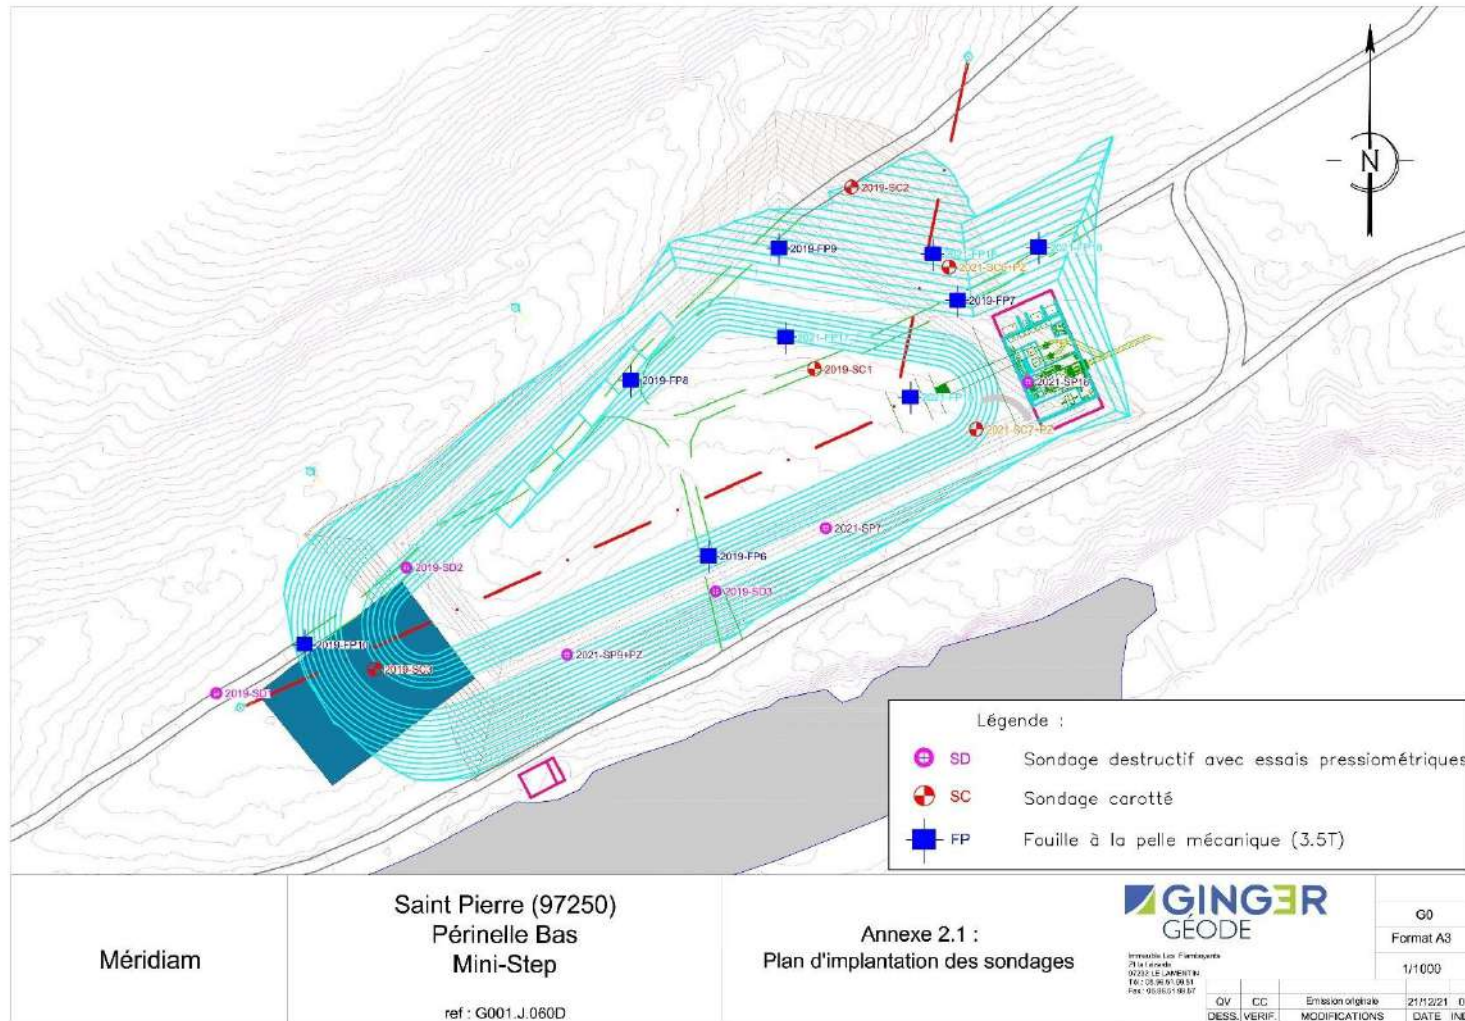 N
2019-SC2
2019-FP9
2021-SC6+PZ
2019-FP7
2019-SC1
2019-FP8
2021-SP16
2021-SC7+PZ
2021-SP7
2019-FP6
2019-SD2
2019-SD3
2019-FP10
2021-SP9+PZ
2019-SC3
2019-SD1
Légende :
SD Sondage destructif avec essais pressiométriques
SC Sondage carotté
FP Fouille à la pelle mécanique (3.5T)
Méridiam
Saint Pierre (97250)
Périnelle Bas
Mini-Step
ref : G001.J.060D
Annexe 2.1 :
Plan d'implantation des sondages
GINGER
GÉODE
G0
Format A3
1/1000
QV CC Emission originale 21/12/21 0
DESS. VERIF. MODIFICATIONS DATE IND